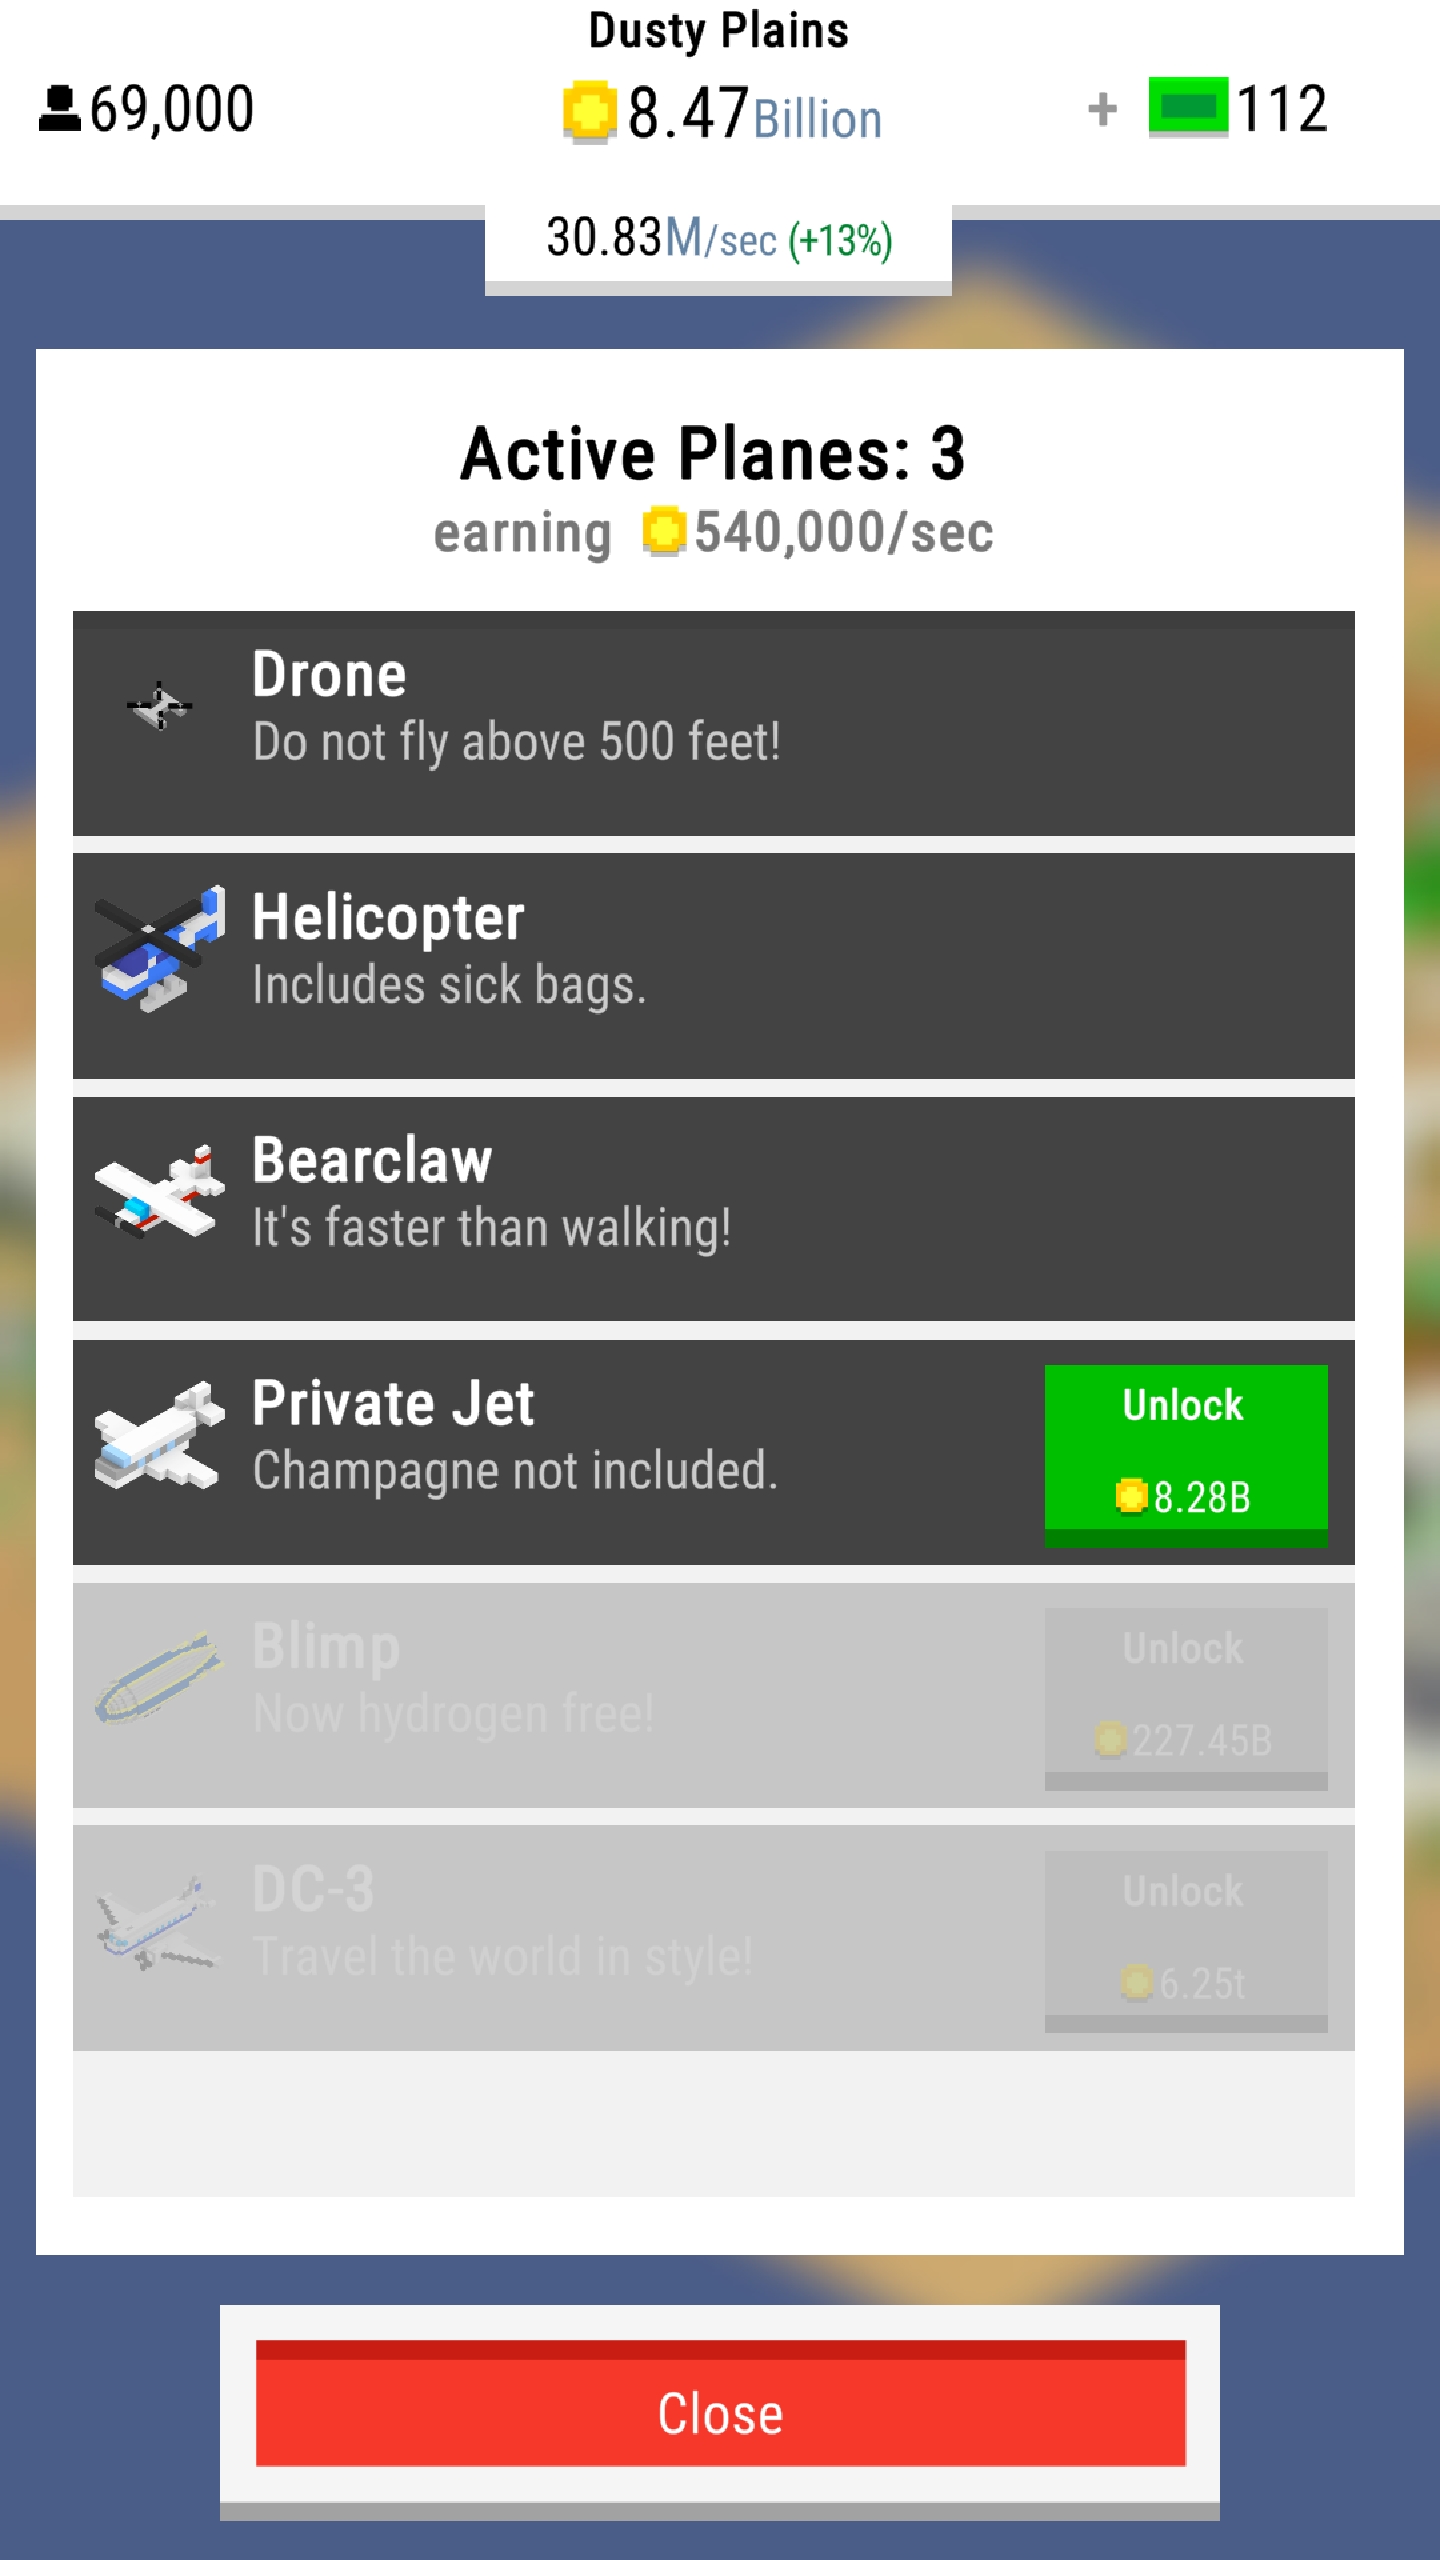 Dusty Plains
69,000
8.47Billion
+ 112
30.83M/sec (+13%)
Active Planes: 3
earning 540,000/sec
Drone
Do not fly above 500 feet!
Helicopter
Includes sick bags.
Bearclaw
It's faster than walking!
Private Jet
Champagne not included.
Unlock
8.28B
Blimp
Now hydrogen free!
Unlock
227.45B
DC-3
Travel the world in style!
Unlock
6.25t
Close